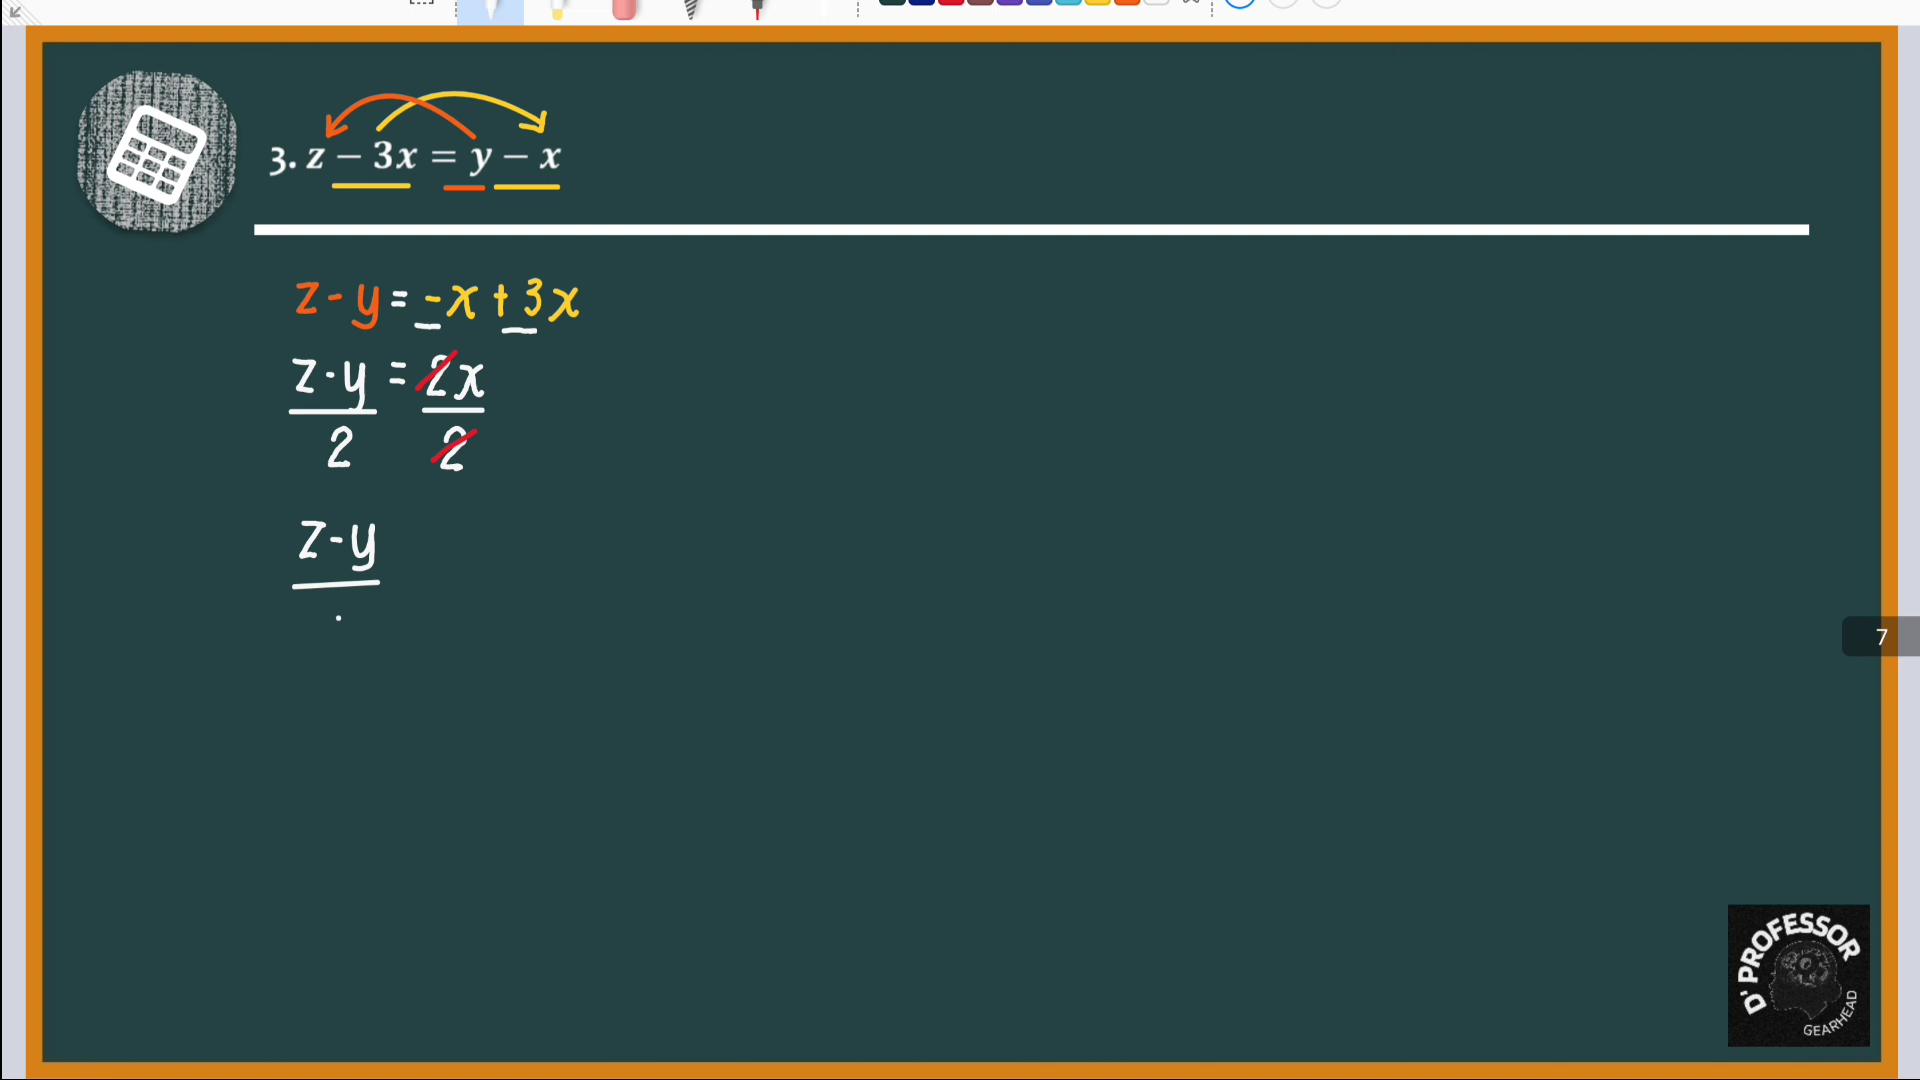 3. z − 3x = y − x
z - y = -x + 3x
z - y = 2x
2 2
z - y
7
D' PROFESSOR
GEARHEAD